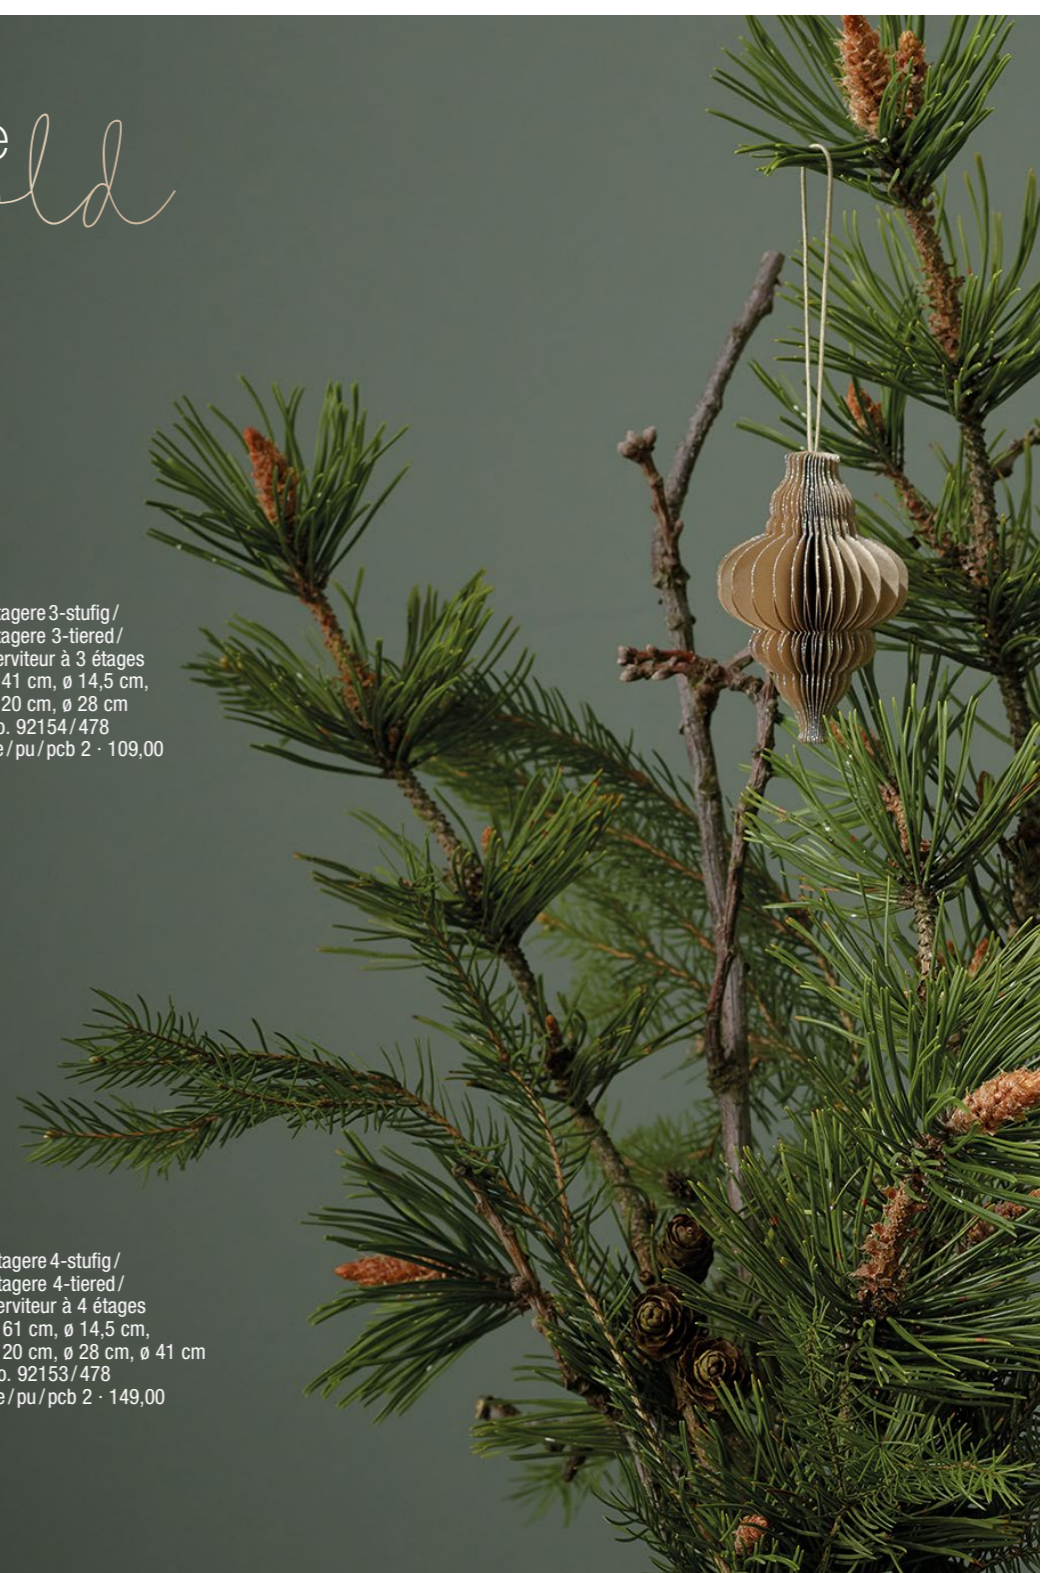 e
ld
tagere 3-stufig /
tagere 3-tiered /
erviteur à 3 étages
41 cm, ø 14,5 cm,
20 cm, ø 28 cm
o. 92154 / 478
e / pu / pcb 2 · 109,00
tagere 4-stufig /
tagere 4-tiered /
erviteur à 4 étages
61 cm, ø 14,5 cm,
20 cm, ø 28 cm, ø 41 cm
o. 92153 / 478
e / pu / pcb 2 · 149,00